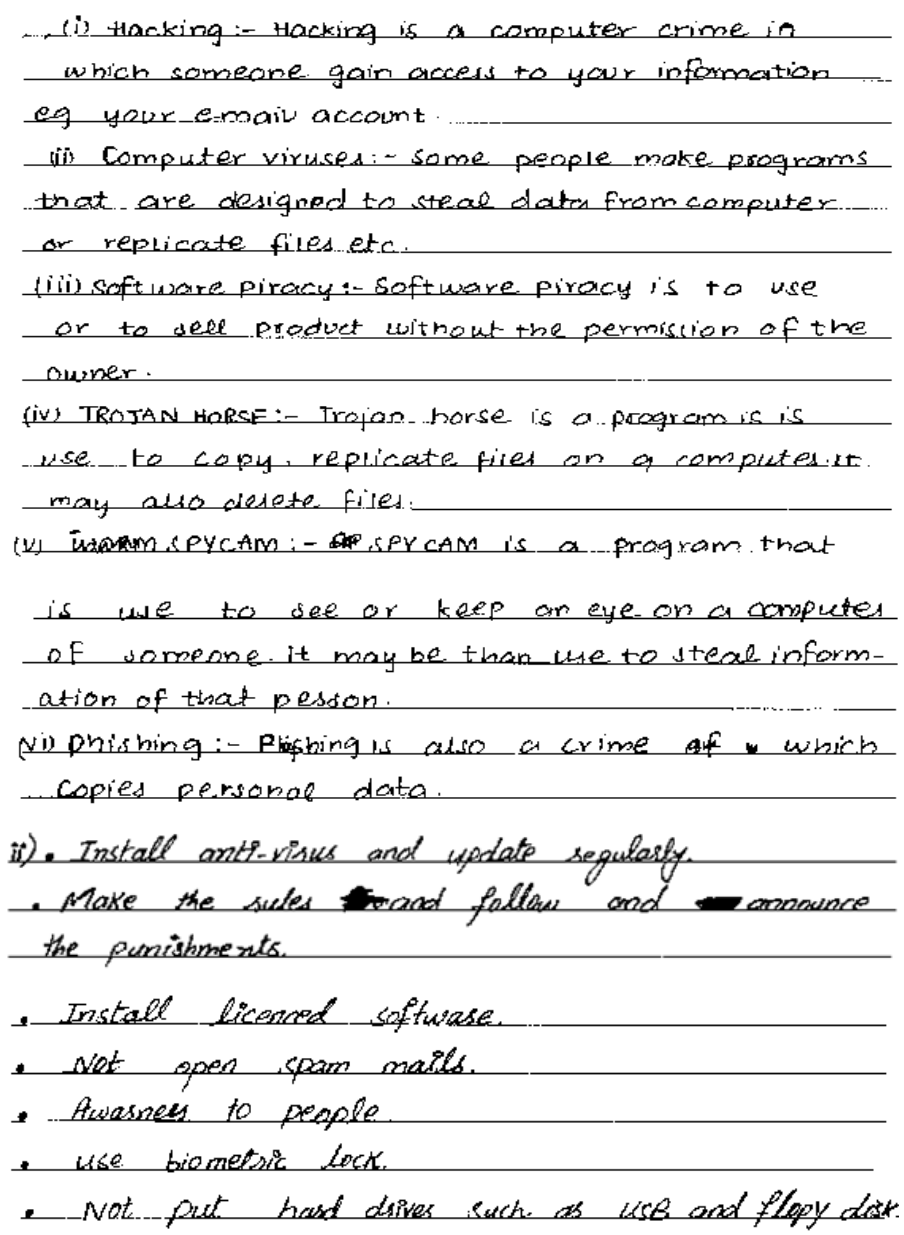 (i) Hacking :- Hacking is a computer crime in
which someone gain access to your information
eg your e-mail account.
(ii) Computer viruses :- Some people make programs
that are designed to steal data from computer
or replicate files etc.
(iii) Software piracy :- Software piracy is to use
or to sell product without the permission of the
owner.
(iv) TROJAN HORSE :- Trojan horse is a program is is
use to copy, replicate files on a computer. It
may also delete files.
(v) SPYCAM :- SPYCAM is a program that
is use to see or keep an eye on a computer
of someone. it may be than use to steal inform-
ation of that person.
(vi) Phishing :- Phishing is also a crime which
copies personal data.
ii) • Install anti-virus and update regularly.
• Make the rules and follow and announce
the punishments.
• Install licenced software.
• Not open spam mails.
• Awarness to people.
• use biometric lock.
• Not put hard drives such as USB and flopy disk.